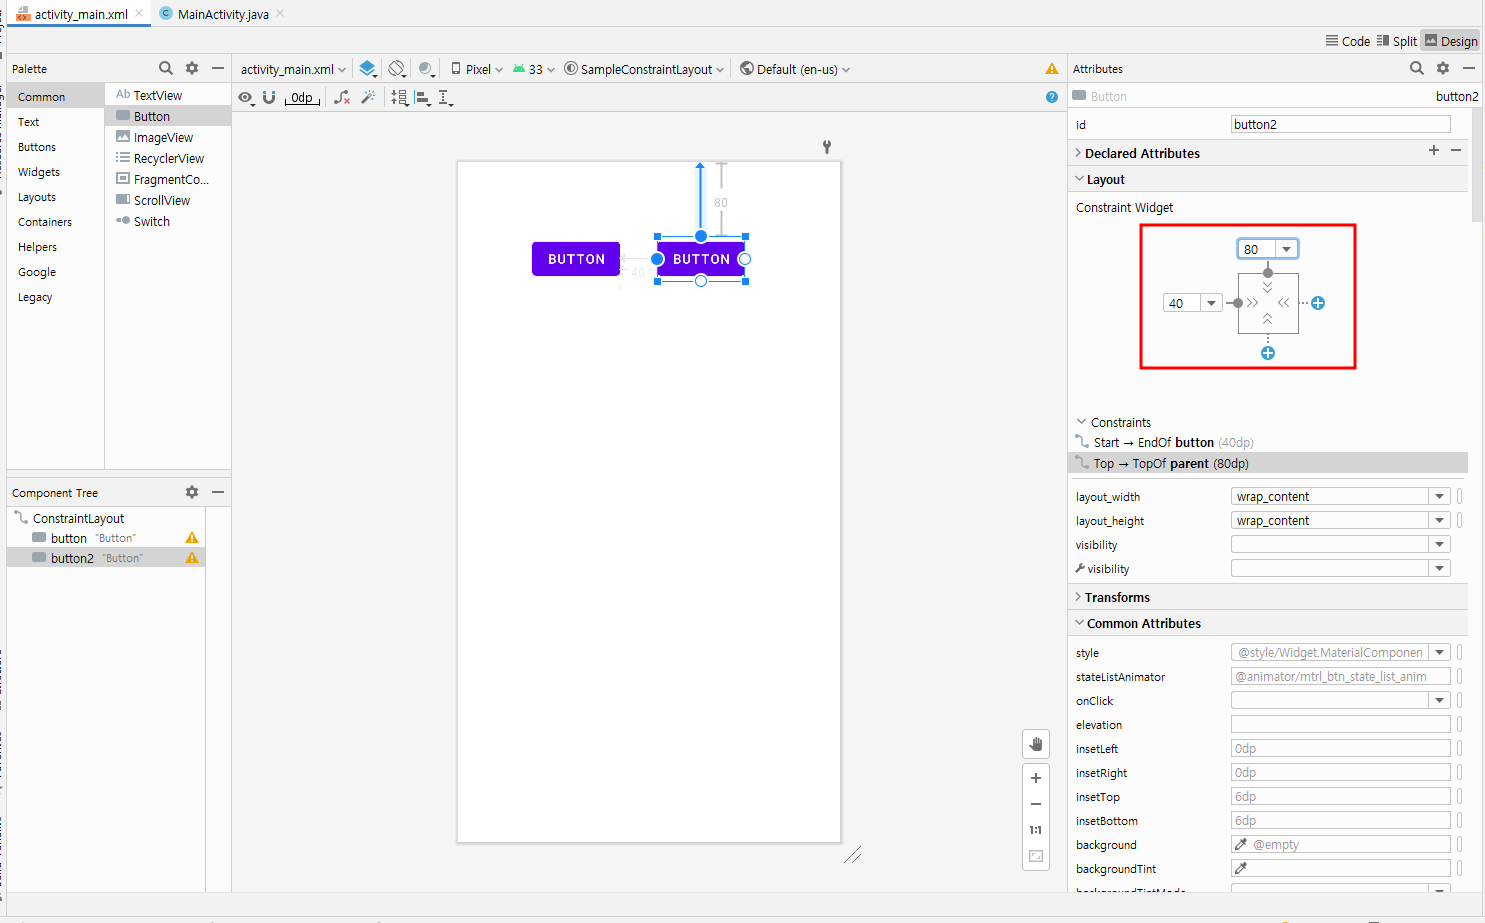 activity_main.xml
MainActivity.java
Code
Split
Design
Palette
activity_main.xml
Pixel
33
SampleConstraintLayout
Default (en-us)
Attributes
Common
Text
Buttons
Widgets
Layouts
Containers
Helpers
Google
Legacy
Ab TextView
Button
ImageView
RecyclerView
FragmentCo...
ScrollView
Switch
0dp
80
BUTTON
40
BUTTON
1:1
Component Tree
ConstraintLayout
button "Button"
button2 "Button"
Button
button2
id
button2
Declared Attributes
Layout
Constraint Widget
80
40
Constraints
Start → EndOf button (40dp)
Top → TopOf parent (80dp)
layout_width
wrap_content
layout_height
wrap_content
visibility
visibility
Transforms
Common Attributes
style
@style/Widget.MaterialComponen
stateListAnimator
@animator/mtrl_btn_state_list_anim
onClick
elevation
insetLeft
0dp
insetRight
0dp
insetTop
6dp
insetBottom
6dp
background
@empty
backgroundTint